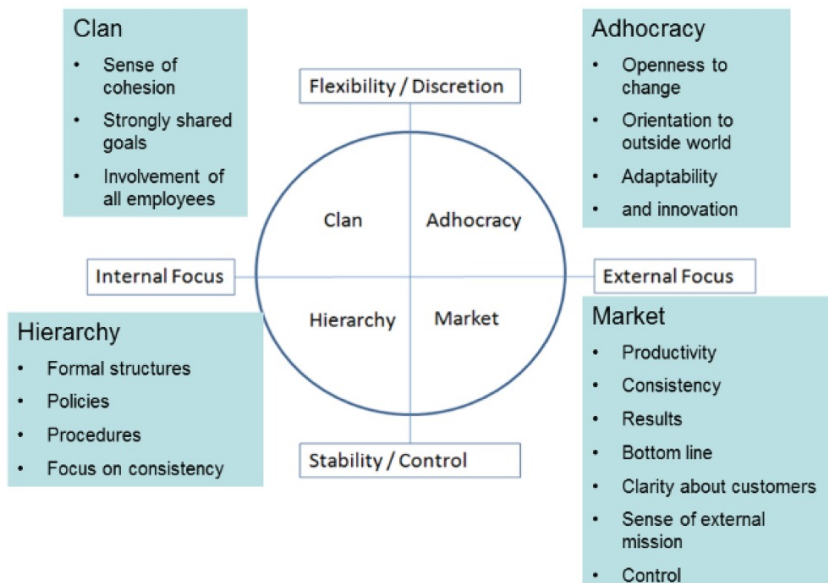 Clan
• Sense of
cohesion
• Strongly shared
goals
• Involvement of
all employees
Flexibility / Discretion
Adhocracy
• Openness to
change
• Orientation to
outside world
• Adaptability
• and innovation
Clan
Adhocracy
Internal Focus
External Focus
Hierarchy
Market
Hierarchy
• Formal structures
• Policies
• Procedures
• Focus on consistency
Stability / Control
Market
• Productivity
• Consistency
• Results
• Bottom line
• Clarity about customers
• Sense of external
mission
• Control